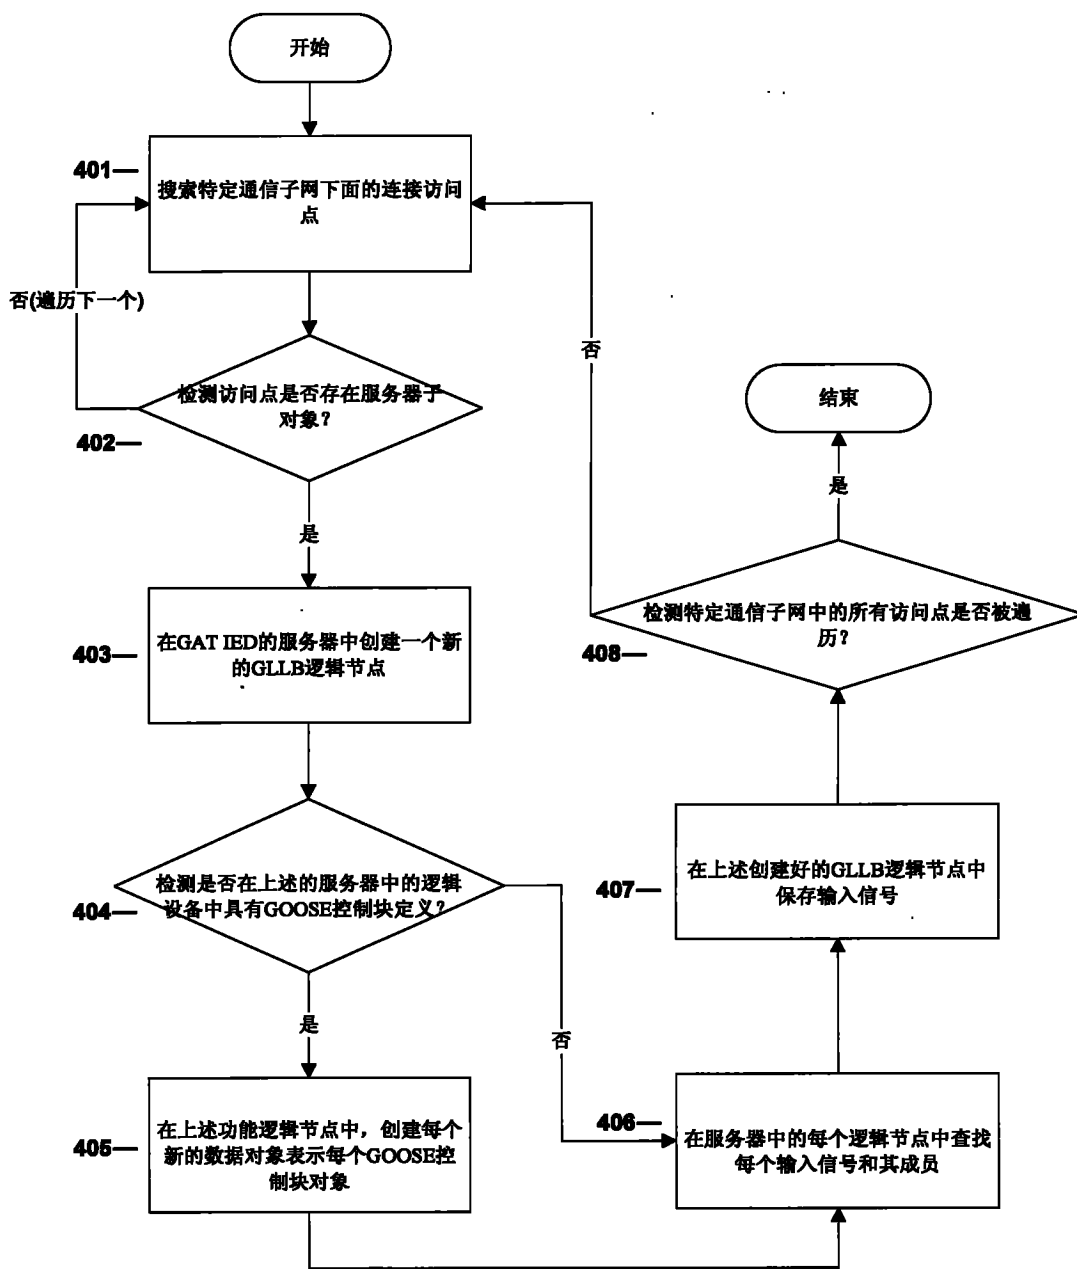 开始
401
搜索特定通信子网下面的连接访问
点
否(遍历下一个)
检测访问点是否存在服务器子
对象？
402
是
403
在GAT IED的服务器中创建一个新
的GLLB逻辑节点
检测是否在上述的服务器中的逻辑
设备中具有GOOSE控制块定义？
404
是
否
405
在上述功能逻辑节点中，创建每个
新的数据对象表示每个GOOSE控
制块对象
406
在服务器中的每个逻辑节点中查找
每个输入信号和其成员
407
在上述创建好的GLLB逻辑节点中
保存输入信号
检测特定通信子网中的所有访问点是否被遍
历？
408
否
是
结束